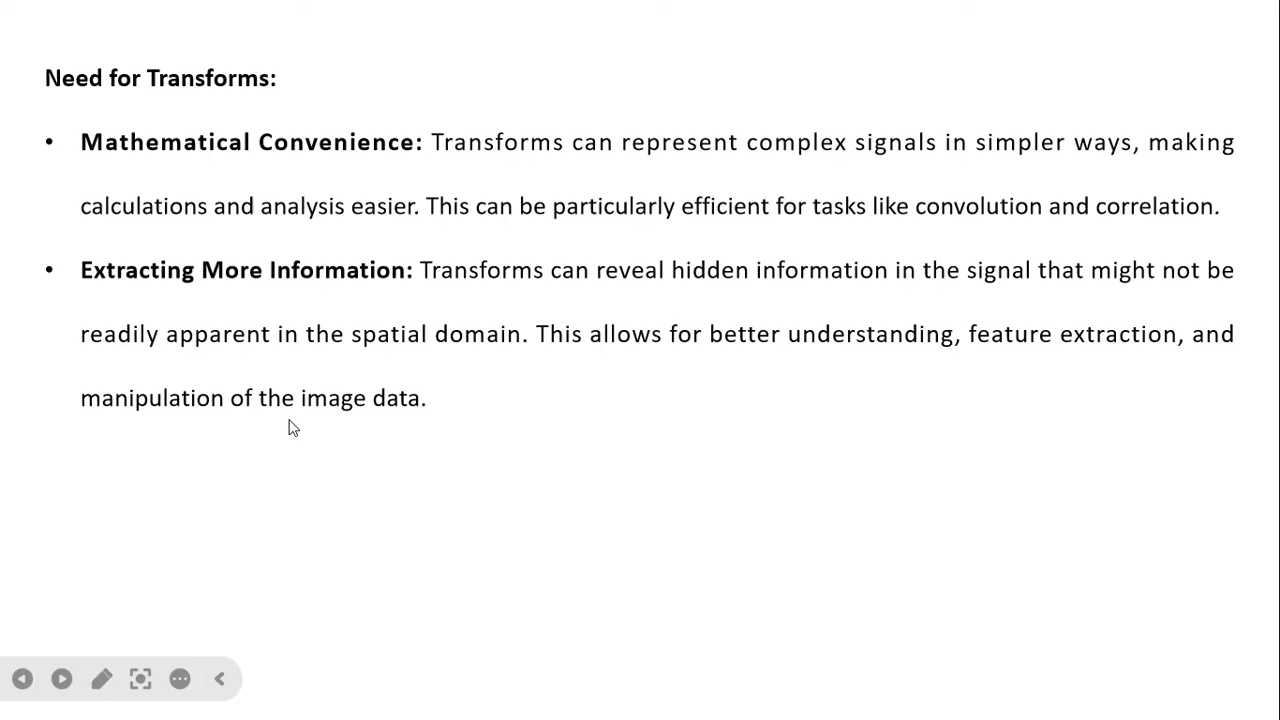 Need for Transforms:
• Mathematical Convenience: Transforms can represent complex signals in simpler ways, making
calculations and analysis easier. This can be particularly efficient for tasks like convolution and correlation.
• Extracting More Information: Transforms can reveal hidden information in the signal that might not be
readily apparent in the spatial domain. This allows for better understanding, feature extraction, and
manipulation of the image data.